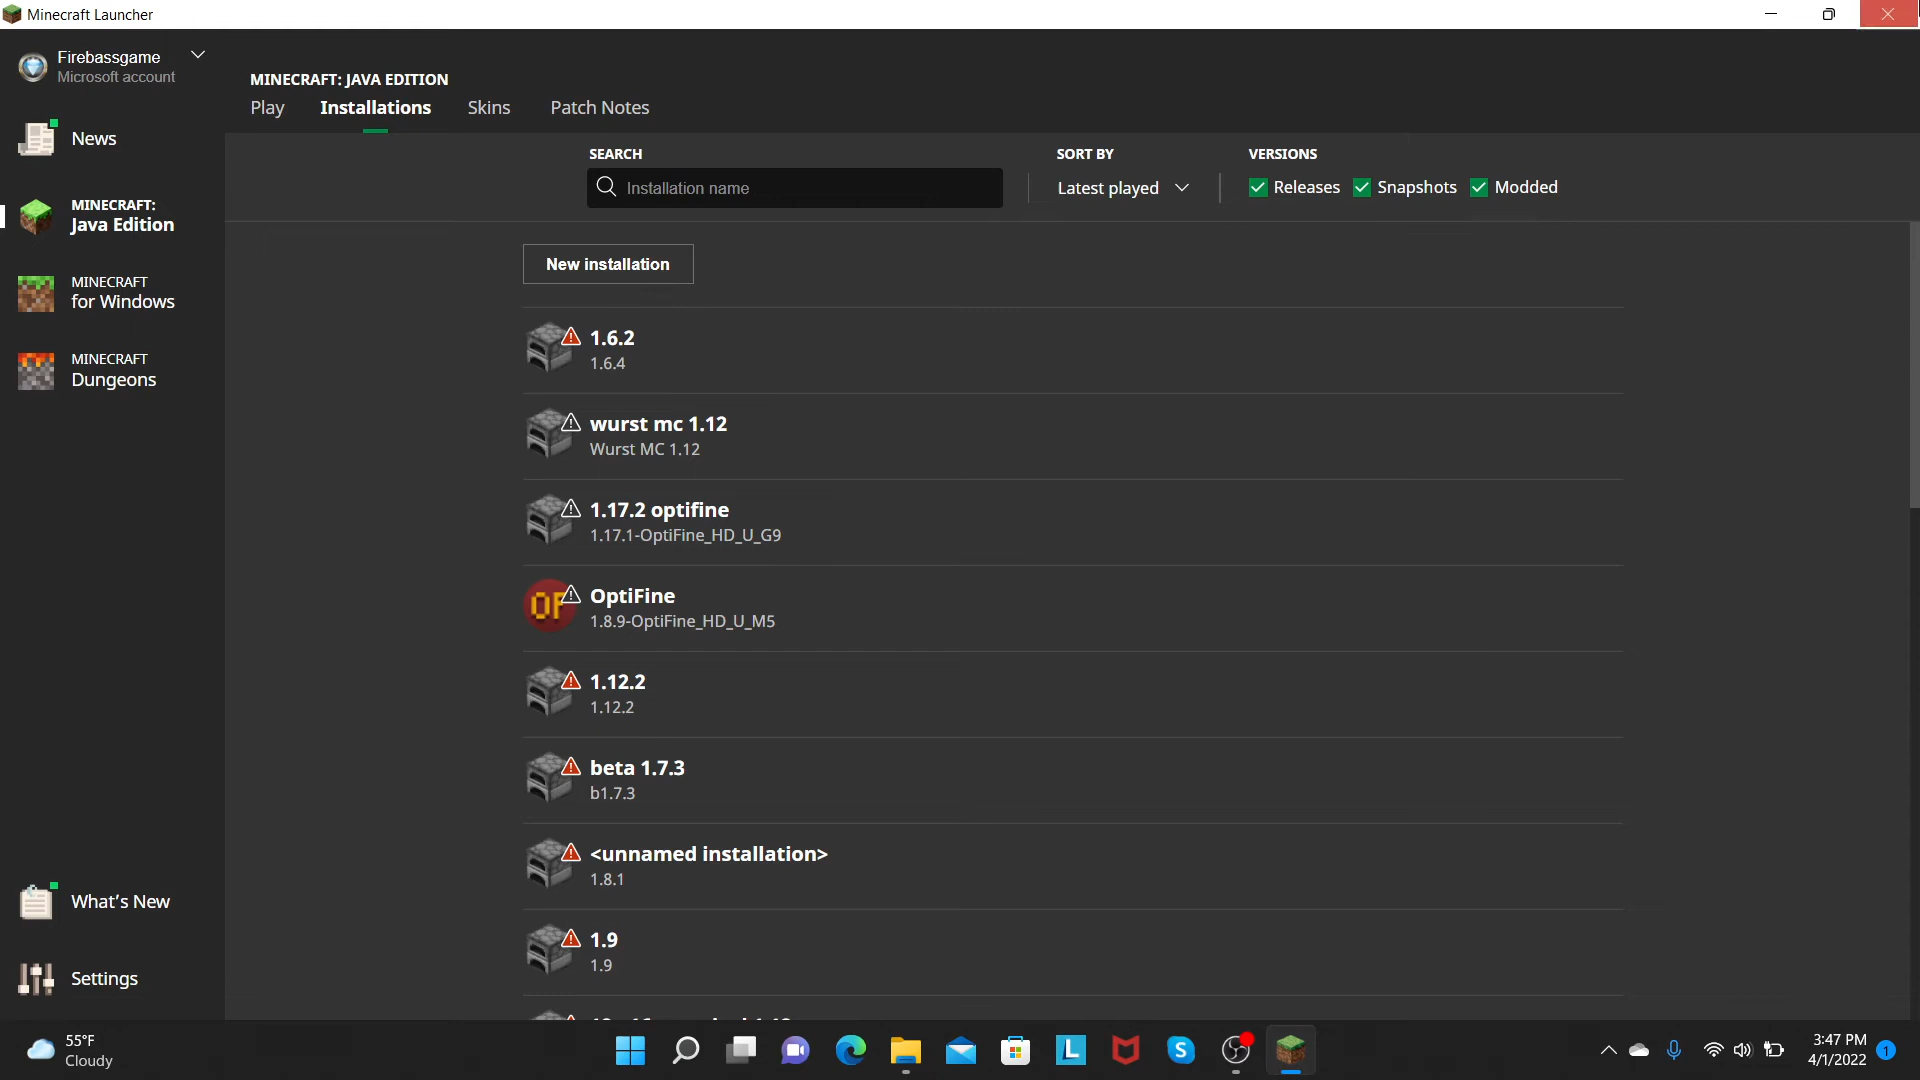 Minecraft Launcher
Firebassgame
Microsoft account
News
MINECRAFT:
Java Edition
MINECRAFT
for Windows
MINECRAFT
Dungeons
What's New
Settings
MINECRAFT: JAVA EDITION
Play Installations Skins Patch Notes
SEARCH SORT BY VERSIONS
Installation name Latest played Releases Snapshots Modded
New installation
1.6.2
1.6.4
wurst mc 1.12
Wurst MC 1.12
1.17.2 optifine
1.17.1-OptiFine_HD_U_G9
OF
OptiFine
1.8.9-OptiFine_HD_U_M5
1.12.2
1.12.2
beta 1.7.3
b1.7.3
<unnamed installation>
1.8.1
1.9
1.9
55°F
Cloudy
L
S
3:47 PM
4/1/2022
1